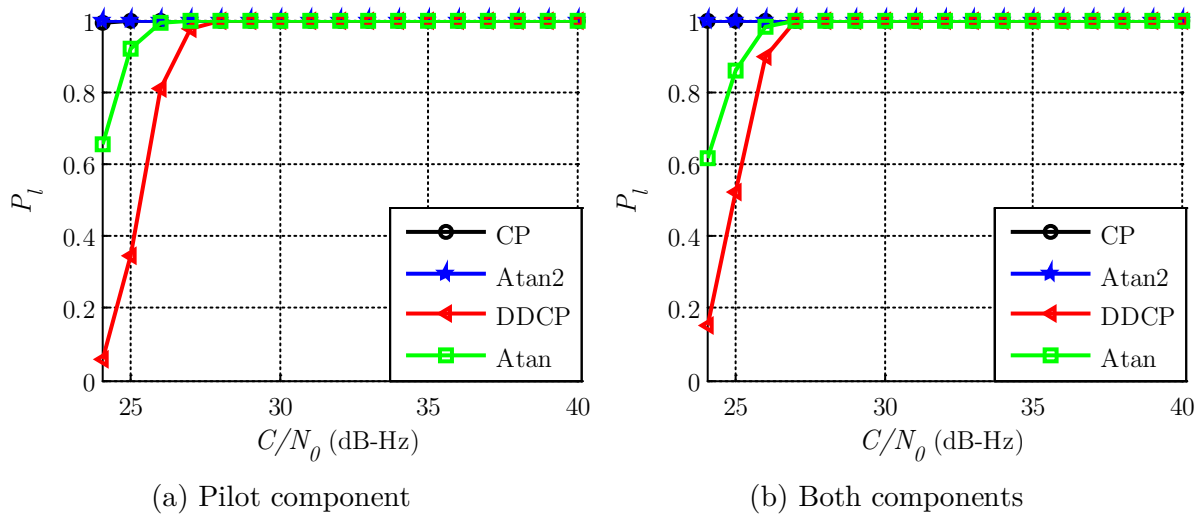 1
0.8
0.6
0.4
0.2
0
P_l
25
30
35
40
C/N_0 (dB-Hz)
CP
Atan2
DDCP
Atan
(a) Pilot component
1
0.8
0.6
0.4
0.2
0
P_l
25
30
35
40
C/N_0 (dB-Hz)
CP
Atan2
DDCP
Atan
(b) Both components